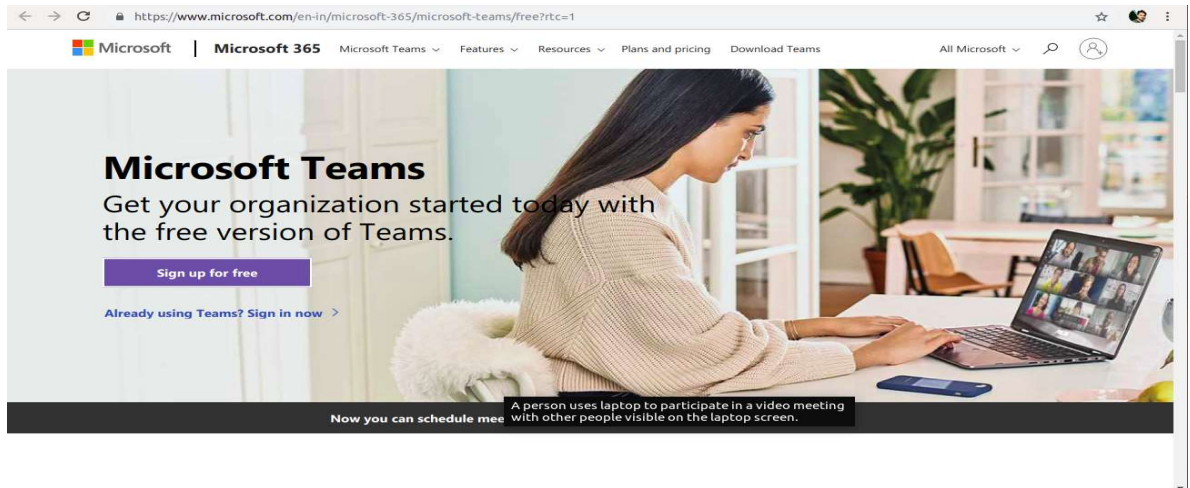 https://www.microsoft.com/en-in/microsoft-365/microsoft-teams/free?rtc=1
Microsoft | Microsoft 365 Microsoft Teams Features Resources Plans and pricing Download Teams All Microsoft
Microsoft Teams
Get your organization started today with
the free version of Teams.
Sign up for free
Already using Teams? Sign in now >
Now you can schedule mee
A person uses laptop to participate in a video meeting
with other people visible on the laptop screen.